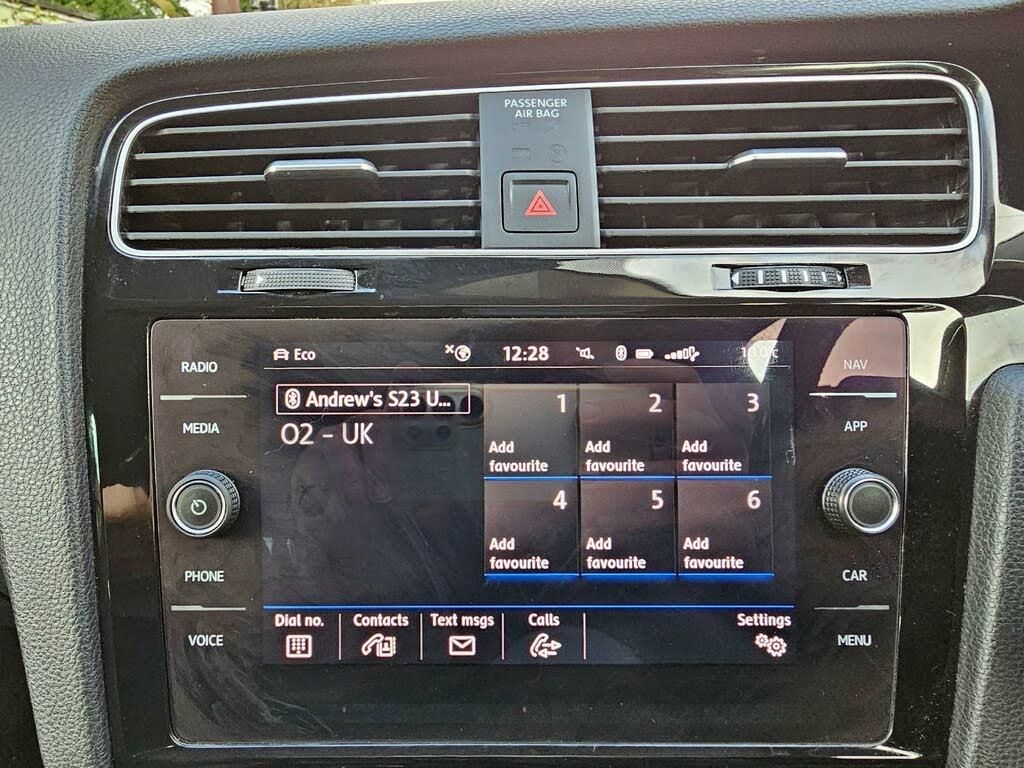 PASSENGER
AIR BAG
RADIO
MEDIA
PHONE
VOICE
Eco
12:28
10.0°C
Andrew's S23 U...
O2 - UK
1
Add
favourite
2
Add
favourite
3
Add
favourite
4
Add
favourite
5
Add
favourite
6
Add
favourite
Dial no.
Contacts
Text msgs
Calls
Settings
NAV
APP
CAR
MENU